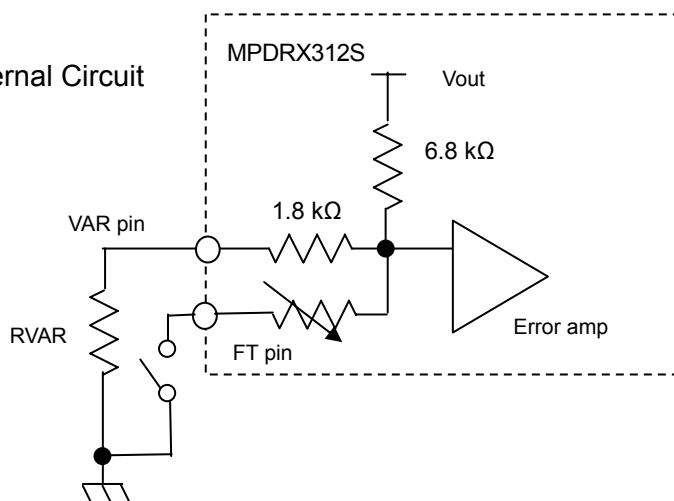 MPDRX312S
ernal Circuit
Vout
6.8 kΩ
1.8 kΩ
VAR pin
RVAR
FT pin
Error amp